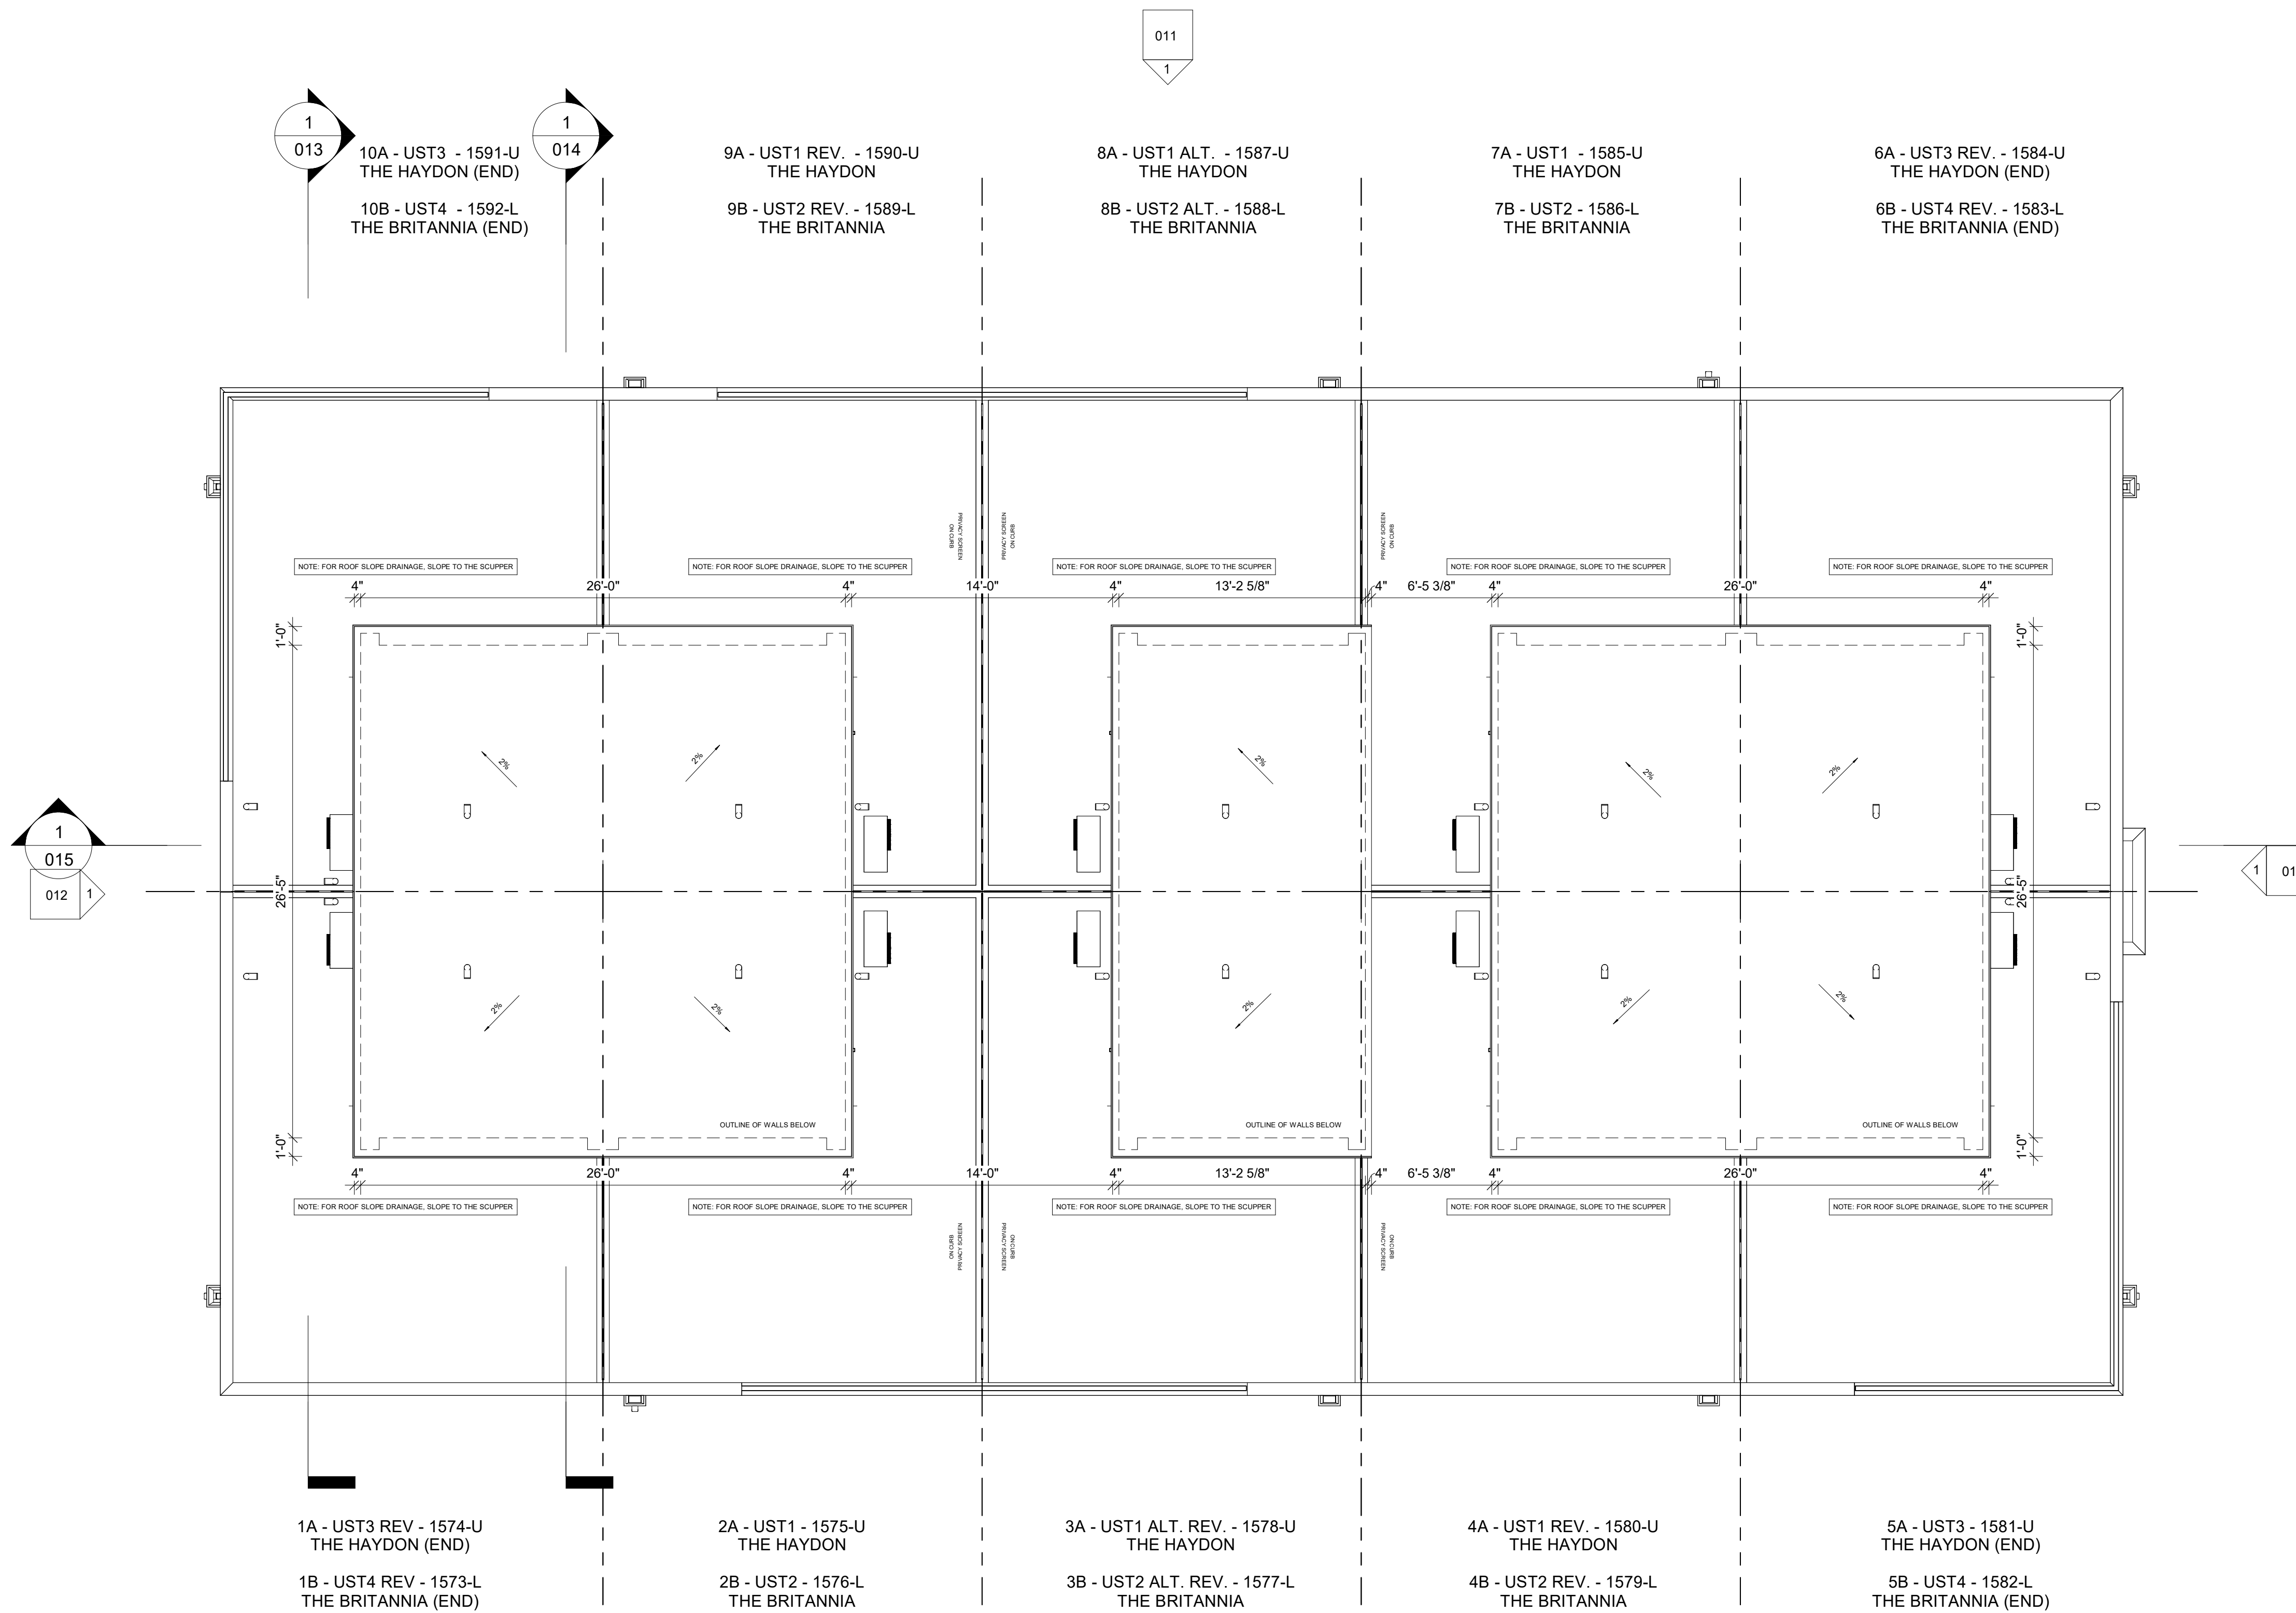 011
1
1
013
1
014
10A - UST3 - 1591-U
THE HAYDON (END)
10B - UST4 - 1592-L
THE BRITANNIA (END)
9A - UST1 REV. - 1590-U
THE HAYDON
9B - UST2 REV. - 1589-L
THE BRITANNIA
8A - UST1 ALT. - 1587-U
THE HAYDON
8B - UST2 ALT. - 1588-L
THE BRITANNIA
7A - UST1 - 1585-U
THE HAYDON
7B - UST2 - 1586-L
THE BRITANNIA
6A - UST3 REV. - 1584-U
THE HAYDON (END)
6B - UST4 REV. - 1583-L
THE BRITANNIA (END)
PRIVACY SCREEN
ON CURB
PRIVACY SCREEN
ON CURB
PRIVACY SCREEN
ON CURB
NOTE: FOR ROOF SLOPE DRAINAGE, SLOPE TO THE SCUPPER
NOTE: FOR ROOF SLOPE DRAINAGE, SLOPE TO THE SCUPPER
NOTE: FOR ROOF SLOPE DRAINAGE, SLOPE TO THE SCUPPER
NOTE: FOR ROOF SLOPE DRAINAGE, SLOPE TO THE SCUPPER
NOTE: FOR ROOF SLOPE DRAINAGE, SLOPE TO THE SCUPPER
4" 26'-0" 4" 14'-0" 4" 13'-2 5/8" 4" 6'-5 3/8" 4" 26'-0" 4"
1'-0"
1'-0"
2%
2%
2%
2%
2%
1
015
012
1
26'-5"
26'-5"
1
01
2%
2%
2%
2%
2%
OUTLINE OF WALLS BELOW
OUTLINE OF WALLS BELOW
OUTLINE OF WALLS BELOW
1'-0"
1'-0"
4" 26'-0" 4" 14'-0" 4" 13'-2 5/8" 4" 6'-5 3/8" 4" 26'-0" 4"
NOTE: FOR ROOF SLOPE DRAINAGE, SLOPE TO THE SCUPPER
NOTE: FOR ROOF SLOPE DRAINAGE, SLOPE TO THE SCUPPER
NOTE: FOR ROOF SLOPE DRAINAGE, SLOPE TO THE SCUPPER
NOTE: FOR ROOF SLOPE DRAINAGE, SLOPE TO THE SCUPPER
NOTE: FOR ROOF SLOPE DRAINAGE, SLOPE TO THE SCUPPER
PRIVACY SCREEN
ON CURB
PRIVACY SCREEN
ON CURB
PRIVACY SCREEN
ON CURB
1A - UST3 REV - 1574-U
THE HAYDON (END)
1B - UST4 REV - 1573-L
THE BRITANNIA (END)
2A - UST1 - 1575-U
THE HAYDON
2B - UST2 - 1576-L
THE BRITANNIA
3A - UST1 ALT. REV. - 1578-U
THE HAYDON
3B - UST2 ALT. REV. - 1577-L
THE BRITANNIA
4A - UST1 REV. - 1580-U
THE HAYDON
4B - UST2 REV. - 1579-L
THE BRITANNIA
5A - UST3 - 1581-U
THE HAYDON (END)
5B - UST4 - 1582-L
THE BRITANNIA (END)